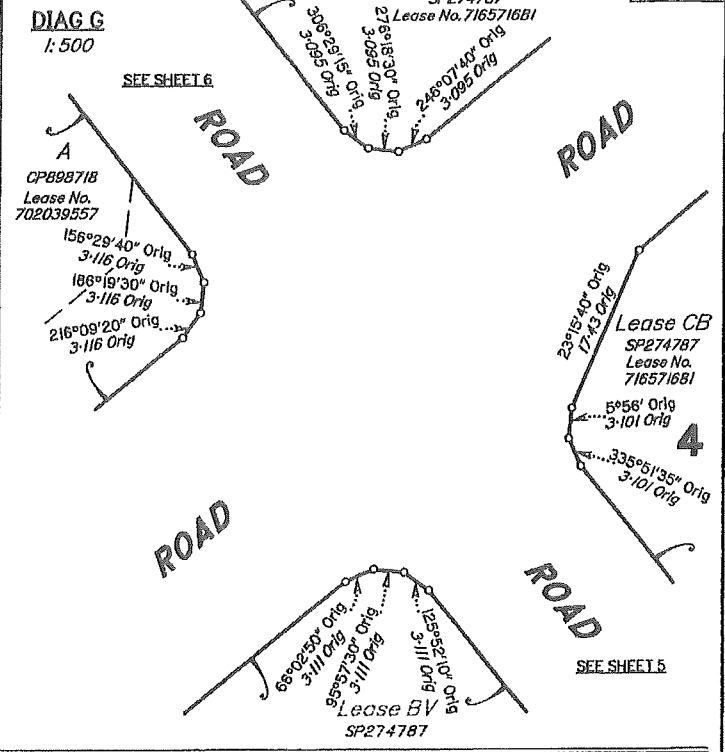 DIAG G
1:500
SEE SHEET 6
Lease No. 716571681
306°29'15" Orig
3·095 Orig
276°18'30" Orig
3·095 Orig
246°07'40" Orig
3·095 Orig
ROAD
ROAD
A
CP898718
Lease No.
702039557
156°29'40" Orig
3·116 Orig
186°19'30" Orig
3·116 Orig
216°09'20" Orig
3·116 Orig
23°15'40" Orig
17·43 Orig
Lease CB
SP274787
Lease No.
716571681
5°56' Orig
3·101 Orig
4
335°51'35" Orig
3·101 Orig
ROAD
ROAD
66°02'50" Orig
3·111 Orig
95°57'30" Orig
3·111 Orig
125°52'10" Orig
3·111 Orig
SEE SHEET 5
Lease BV
SP274787